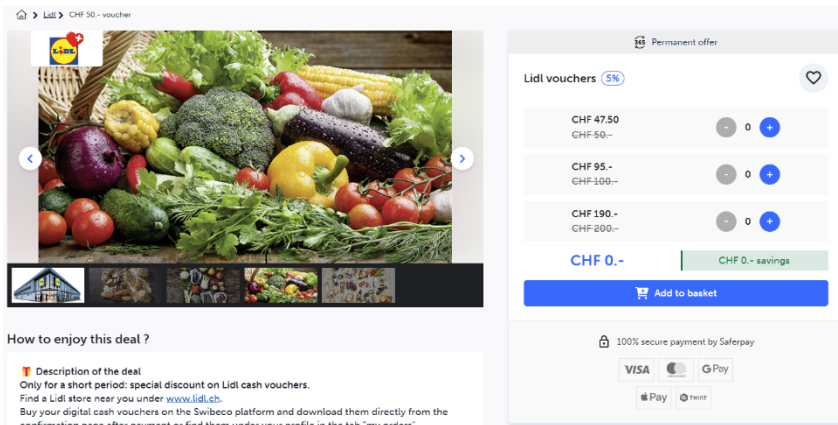 Lidl
CHF 50.- voucher
LIDL
Permanent offer
Lidl vouchers 5%
CHF 47.50
CHF 50.-
- 0 +
CHF 95.-
CHF 100.-
- 0 +
CHF 190.-
CHF 200.-
- 0 +
CHF 0.-
CHF 0.- savings
Add to basket
100% secure payment by Saferpay
VISA
G Pay
Pay
TWINT
How to enjoy this deal ?
Description of the deal
Only for a short period: special discount on Lidl cash vouchers.
Find a Lidl store near you under www.lidl.ch.
Buy your digital cash vouchers on the Swibeco platform and download them directly from the
confirmation page after payment or find them under your profile in the tab "my orders".